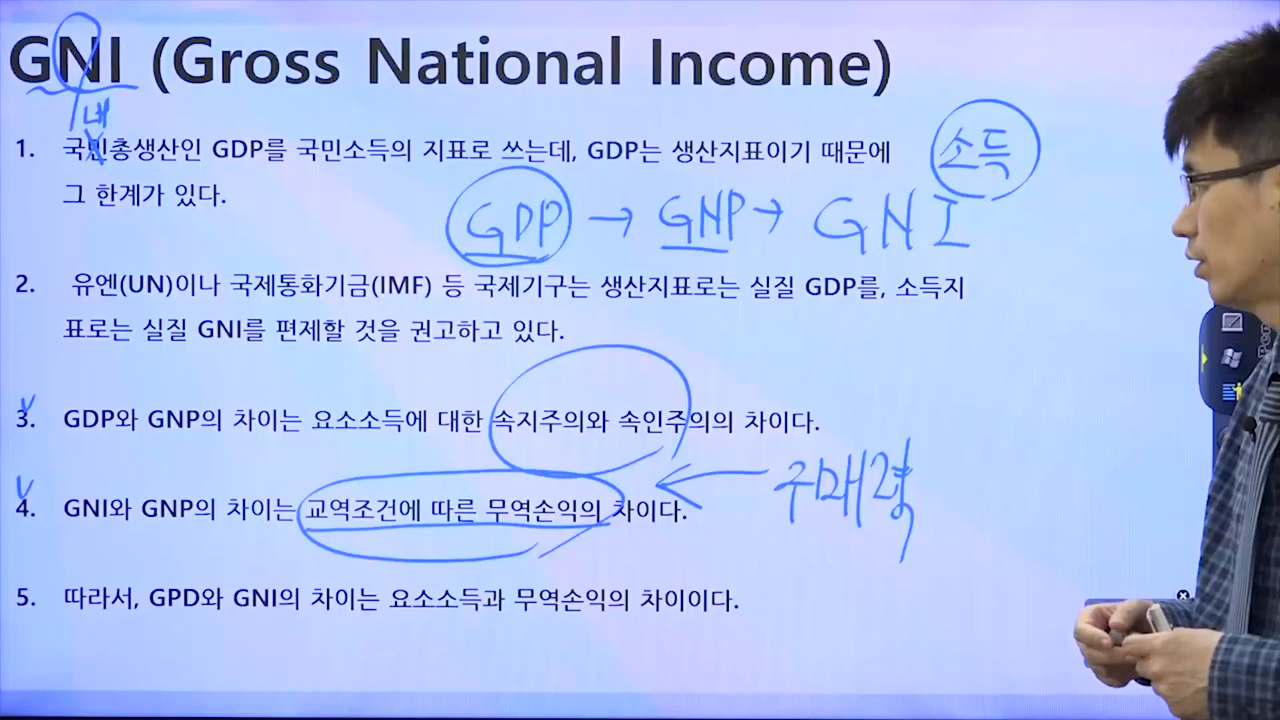 GNI (Gross National Income)
내
1. 국민총생산인 GDP를 국민소득의 지표로 쓰는데, GDP는 생산지표이기 때문에
소득
그 한계가 있다.
GDP → GNP → GNI
2. 유엔(UN)이나 국제통화기금(IMF) 등 국제기구는 생산지표로는 실질 GDP를, 소득지
표로는 실질 GNI를 편제할 것을 권고하고 있다.
3. GDP와 GNP의 차이는 요소소득에 대한 속지주의와 속인주의의 차이다.
구매력
4. GNI와 GNP의 차이는 교역조건에 따른 무역손익의 차이다.
5. 따라서, GPD와 GNI의 차이는 요소소득과 무역손익의 차이이다.